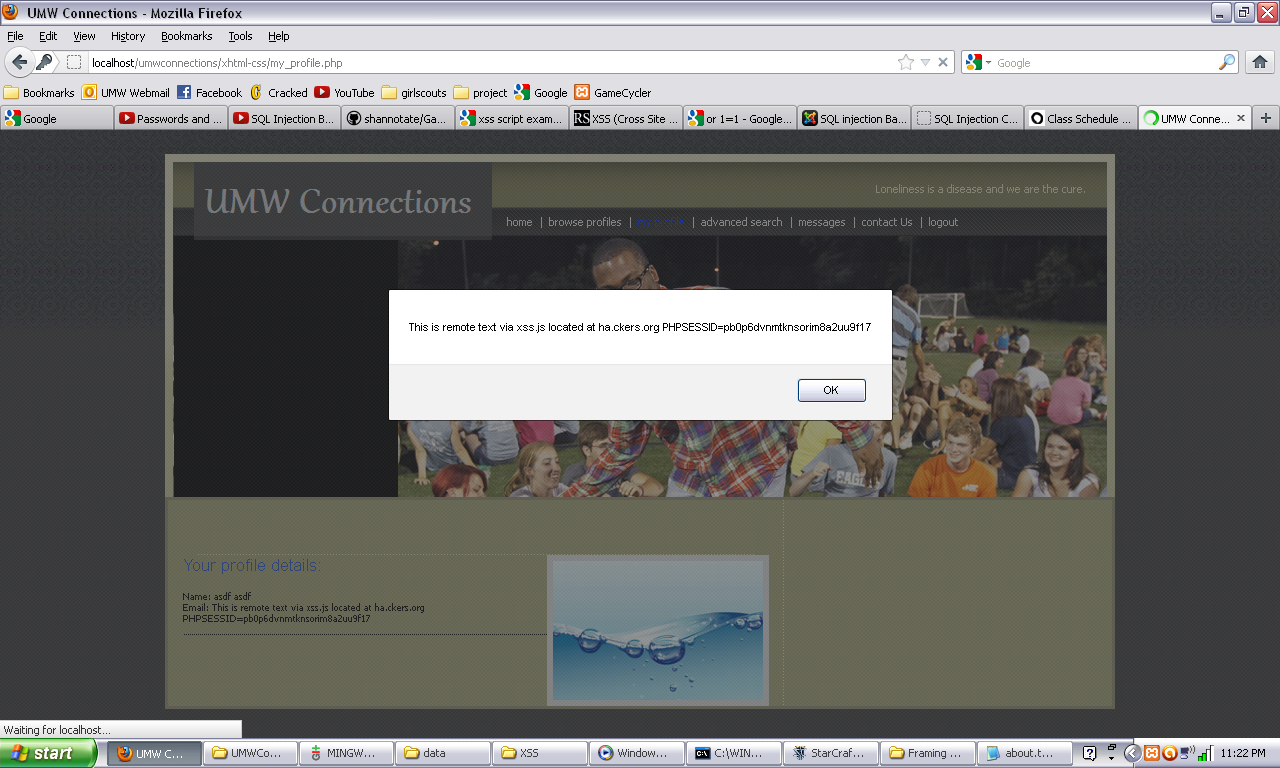 UMW Connections - Mozilla Firefox
File Edit View History Bookmarks Tools Help
localhost/umwconnections/xhtml-css/my_profile.php Google
Bookmarks UMW Webmail Facebook Cracked YouTube girlscouts project Google GameCycler
Google Passwords and ... SQL Injection B... shannotate/Ga... xss script exam... RS XSS (Cross Site ... or 1=1 - Google... SQL injection Ba... SQL Injection C... Class Schedule ... UMW Conne...
Loneliness is a disease and we are the cure.
UMW Connections
home | browse profiles | | advanced search | messages | contact Us | logout
This is remote text via xss.js located at ha.ckers.org PHPSESSID=pb0p6dvnmtknsorim8a2uu9f17
OK
EAGL
Your profile details:
Name: asdf asdf
Email: This is remote text via xss.js located at ha.ckers.org
PHPSESSID=pb0p6dvnmtknsorim8a2uu9f17
Waiting for localhost...
start UMW C... UMWCo... MINGW... data XSS Window... C:\WIN... StarCraf... Framing ... about.t... 11:22 PM